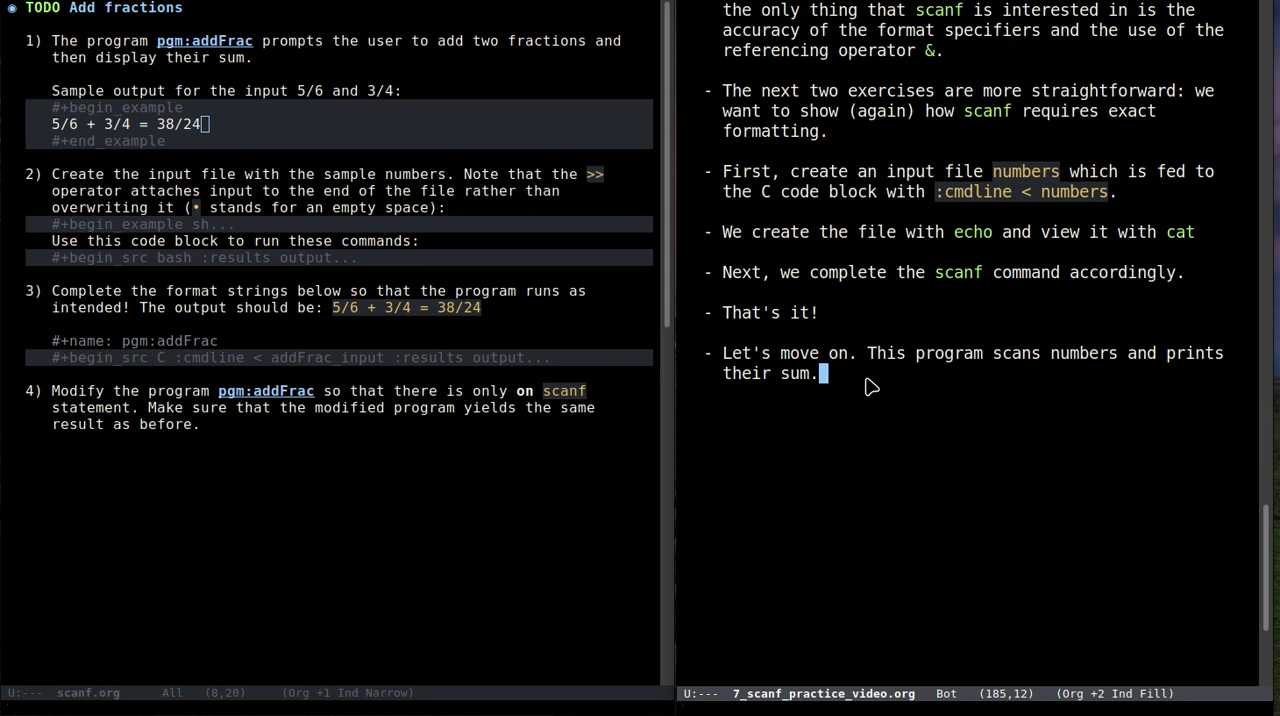 ◉ TODO Add fractions
1) The program pgm:addFrac prompts the user to add two fractions and
then display their sum.
Sample output for the input 5/6 and 3/4:
#+begin_example
5/6 + 3/4 = 38/24
#+end_example
2) Create the input file with the sample numbers. Note that the >>
operator attaches input to the end of the file rather than
overwriting it (• stands for an empty space):
#+begin_example sh...
Use this code block to run these commands:
#+begin_src bash :results output...
3) Complete the format strings below so that the program runs as
intended! The output should be: 5/6 + 3/4 = 38/24
#+name: pgm:addFrac
#+begin_src C :cmdline < addFrac_input :results output...
4) Modify the program pgm:addFrac so that there is only on scanf
statement. Make sure that the modified program yields the same
result as before.
U:--- scanf.org All (8,20) (Org +1 Ind Narrow)
the only thing that scanf is interested in is the
accuracy of the format specifiers and the use of the
referencing operator &.
- The next two exercises are more straightforward: we
want to show (again) how scanf requires exact
formatting.
- First, create an input file numbers which is fed to
the C code block with :cmdline < numbers.
- We create the file with echo and view it with cat
- Next, we complete the scanf command accordingly.
- That's it!
- Let's move on. This program scans numbers and prints
their sum.
U:--- 7_scanf_practice_video.org Bot (185,12) (Org +2 Ind Fill)